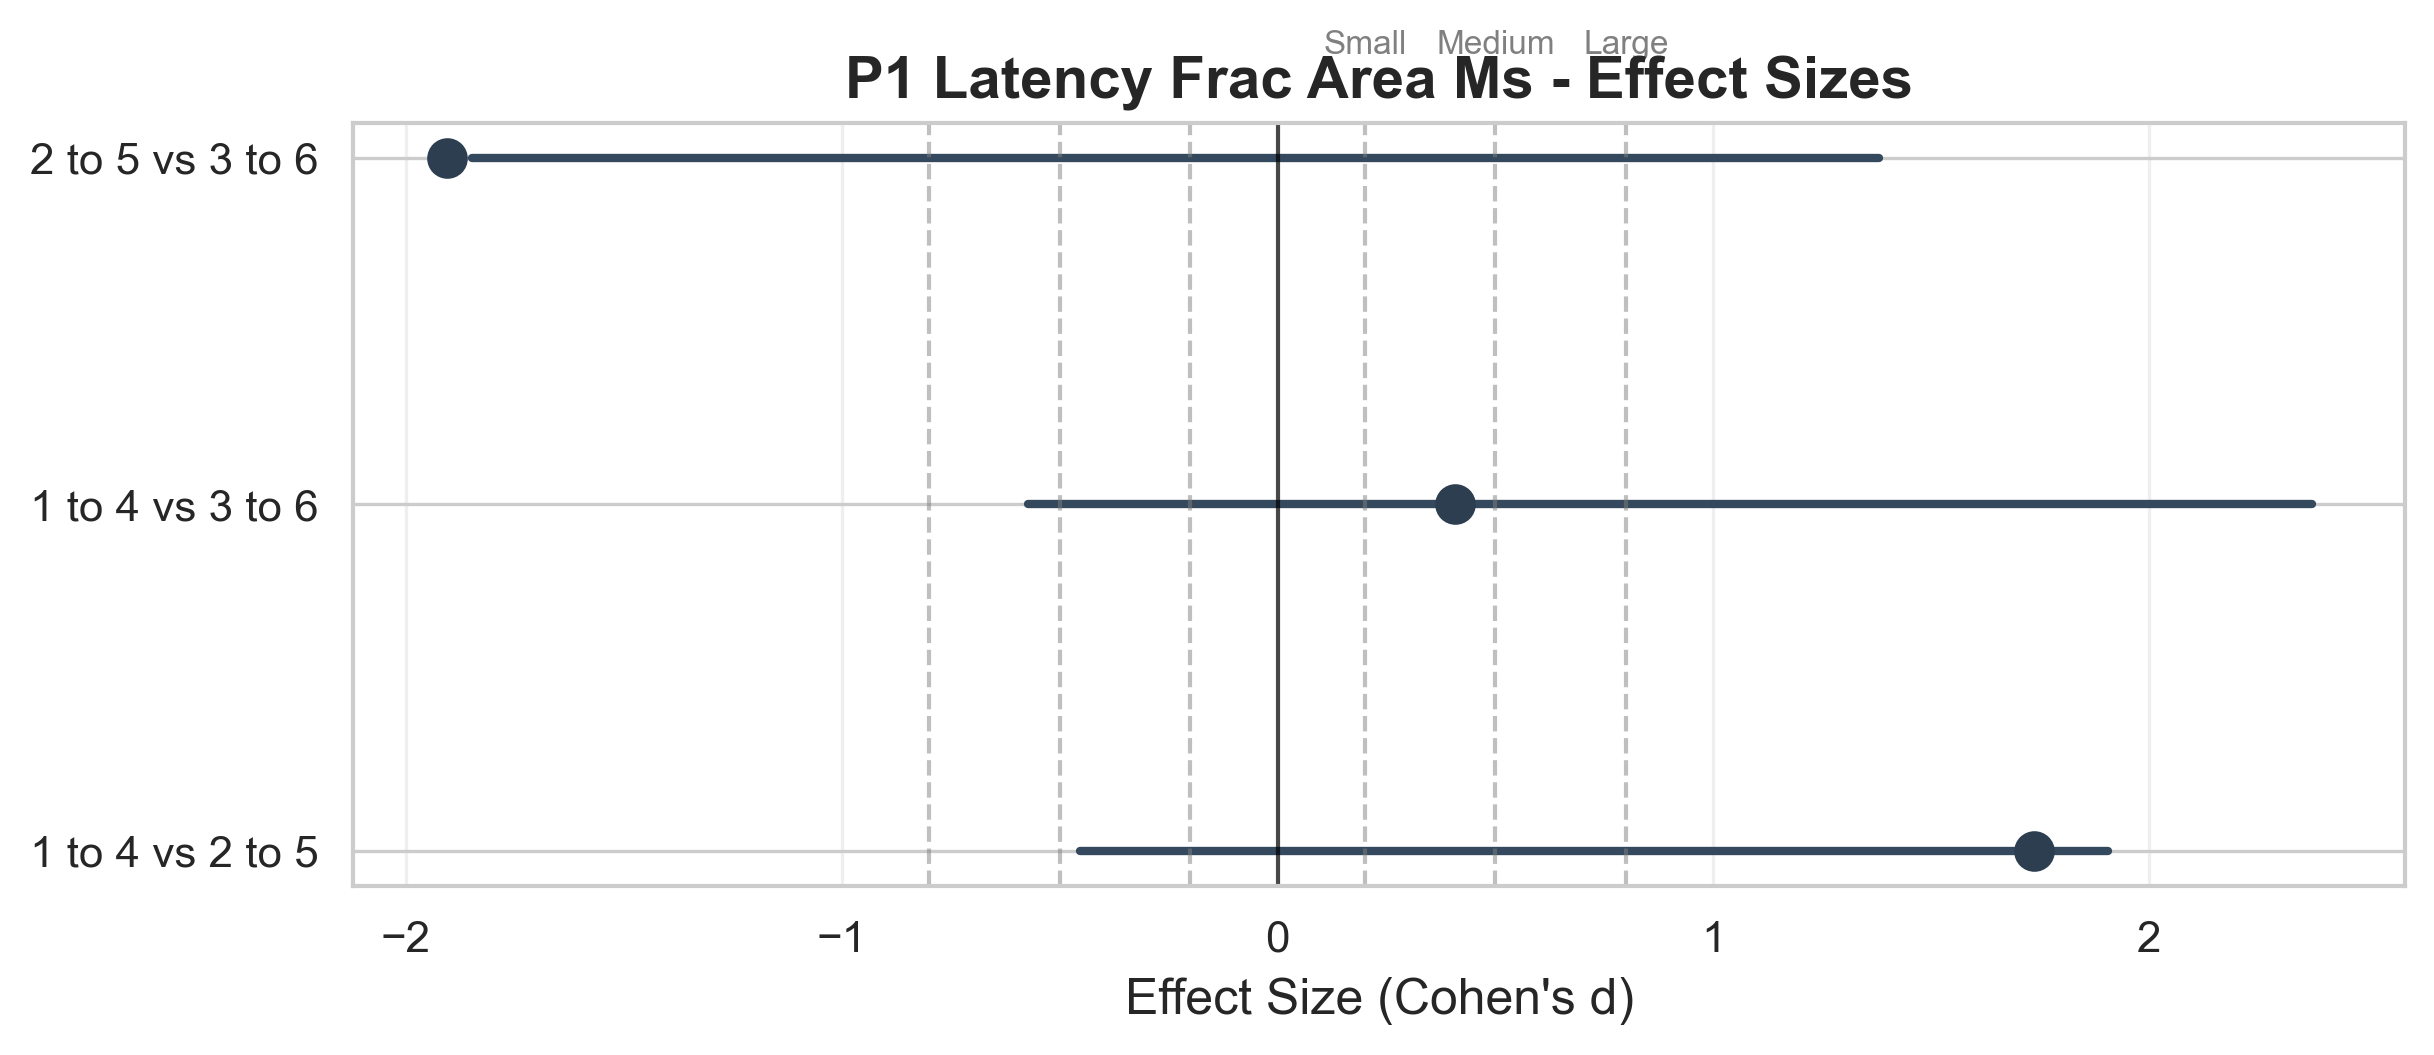 Small Medium Large
P1 Latency Frac Area Ms - Effect Sizes
2 to 5 vs 3 to 6
1 to 4 vs 3 to 6
1 to 4 vs 2 to 5
−2 −1 0 1 2
Effect Size (Cohen's d)